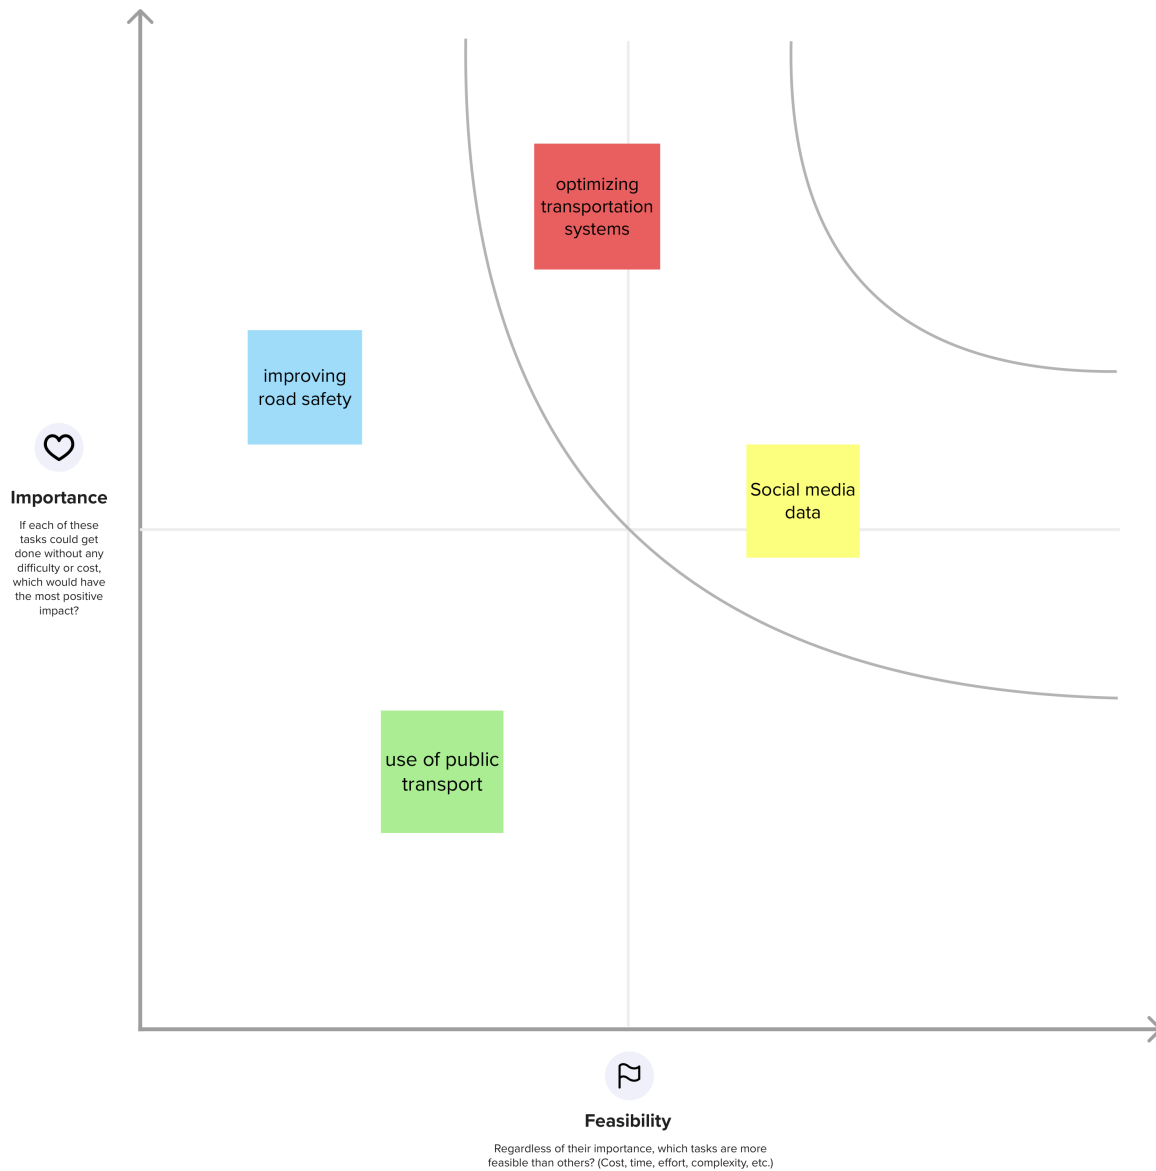 optimizing
transportation
systems
improving
road safety
Social media
data
use of public
transport
Importance
If each of these
tasks could get
done without any
difficulty or cost,
which would have
the most positive
impact?
Feasibility
Regardless of their importance, which tasks are more
feasible than others? (Cost, time, effort, complexity, etc.)